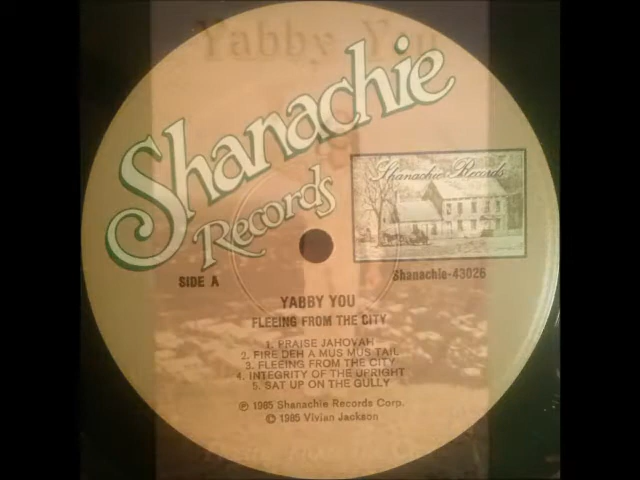 Yabby You
Shanachie
Records
Shanachie Records
Shanachie-43026
SIDE A
YABBY YOU
FLEEING FROM THE CITY
1. PRAISE JAHOVAH
2. FIRE DEH A MUS MUS TAIL
3. FLEEING FROM THE CITY
4. INTEGRITY OF THE UPRIGHT
5. SAT UP ON THE GULLY
℗ 1985 Shanachie Records Corp.
© 1985 Vivian Jackson